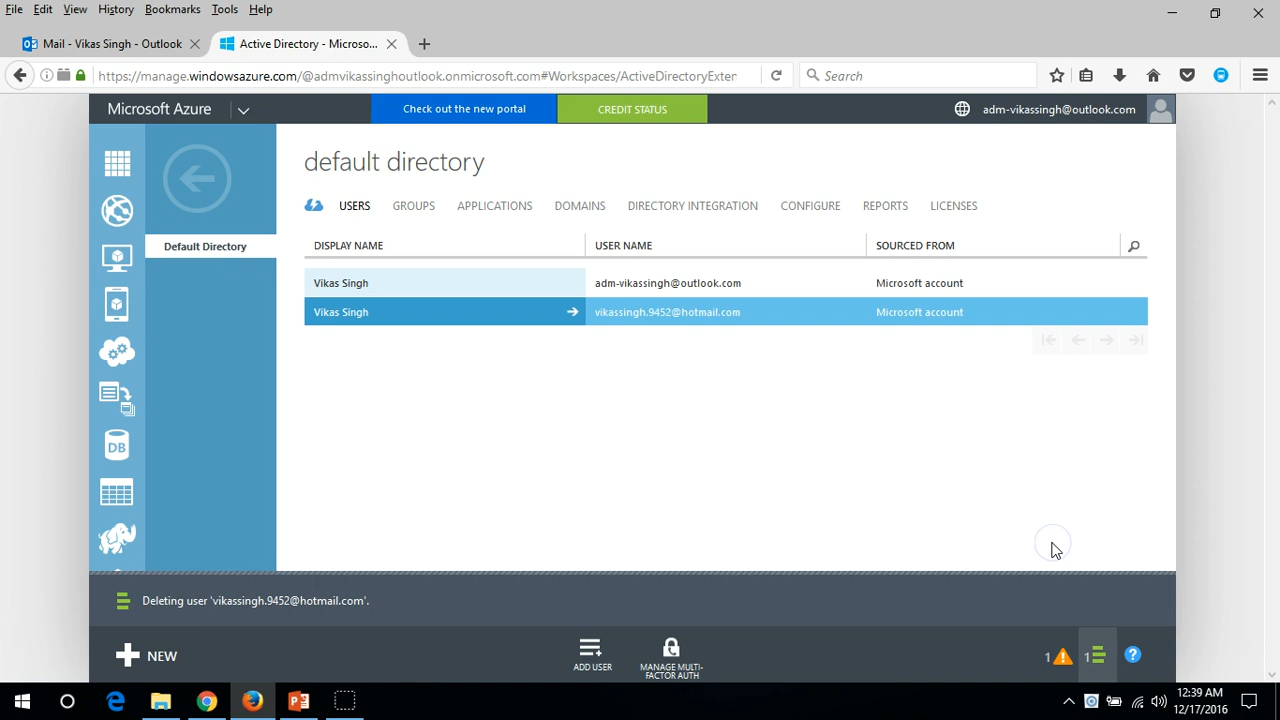 File Edit View History Bookmarks Tools Help
Mail - Vikas Singh - Outlook Active Directory - Microso...
https://manage.windowsazure.com/@admvikassinghoutlook.onmicrosoft.com#Workspaces/ActiveDirectoryExten Search
Microsoft Azure Check out the new portal CREDIT STATUS adm-vikassingh@outlook.com
default directory
USERS GROUPS APPLICATIONS DOMAINS DIRECTORY INTEGRATION CONFIGURE REPORTS LICENSES
Default Directory
DISPLAY NAME USER NAME SOURCED FROM
Vikas Singh adm-vikassingh@outlook.com Microsoft account
Vikas Singh vikassingh.9452@hotmail.com Microsoft account
DB
Deleting user 'vikassingh.9452@hotmail.com'.
NEW ADD USER MANAGE MULTI-
FACTOR AUTH 1 1 ?
12:39 AM
12/17/2016